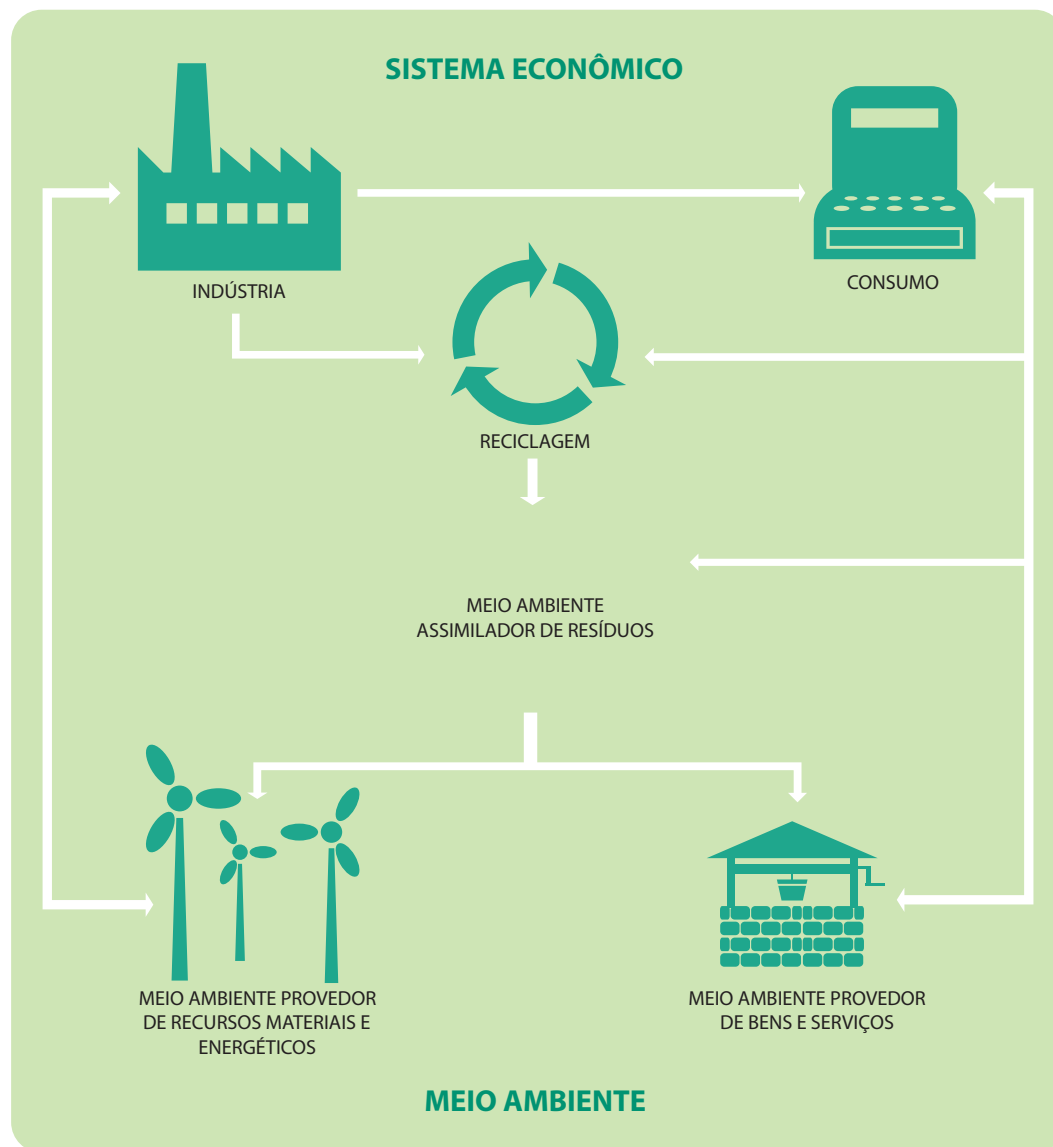 SISTEMA ECONÔMICO
INDÚSTRIA
CONSUMO
RECICLAGEM
MEIO AMBIENTE
ASSIMILADOR DE RESÍDUOS
MEIO AMBIENTE PROVEDOR
DE RECURSOS MATERIAIS E
ENERGÉTICOS
MEIO AMBIENTE PROVEDOR
DE BENS E SERVIÇOS
MEIO AMBIENTE